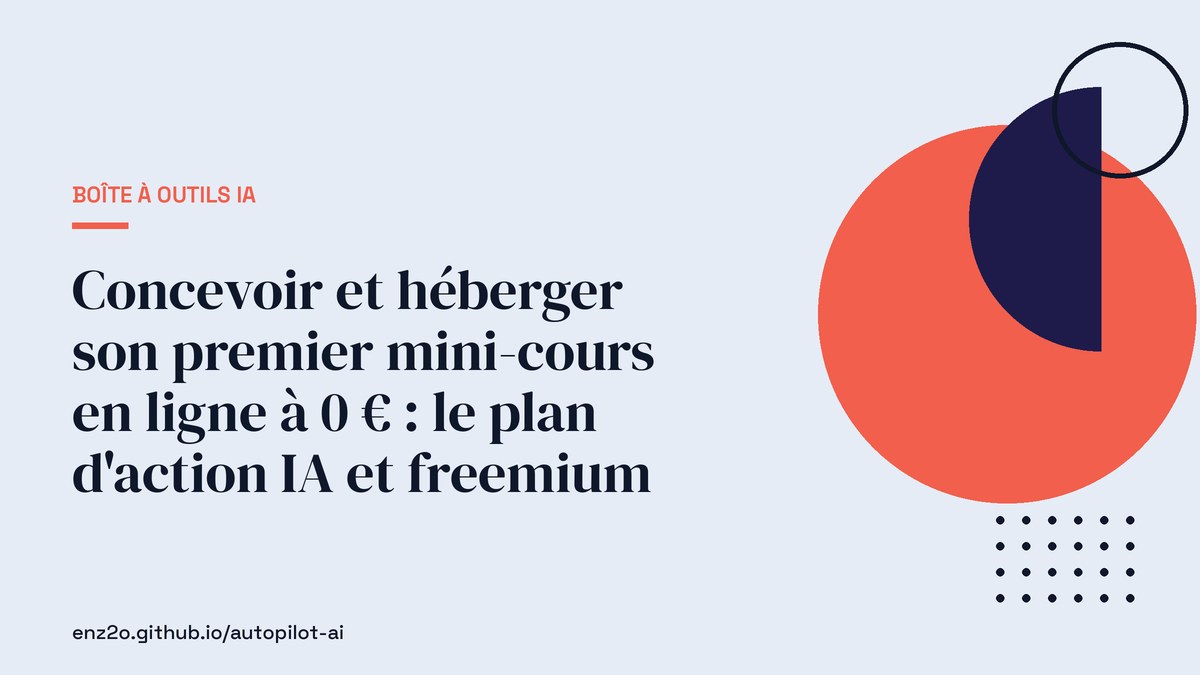 BOÎTE À OUTILS IA
Concevoir et héberger
son premier mini-cours
en ligne à 0 € : le plan
d'action IA et freemium
enz2o.github.io/autopilot-ai